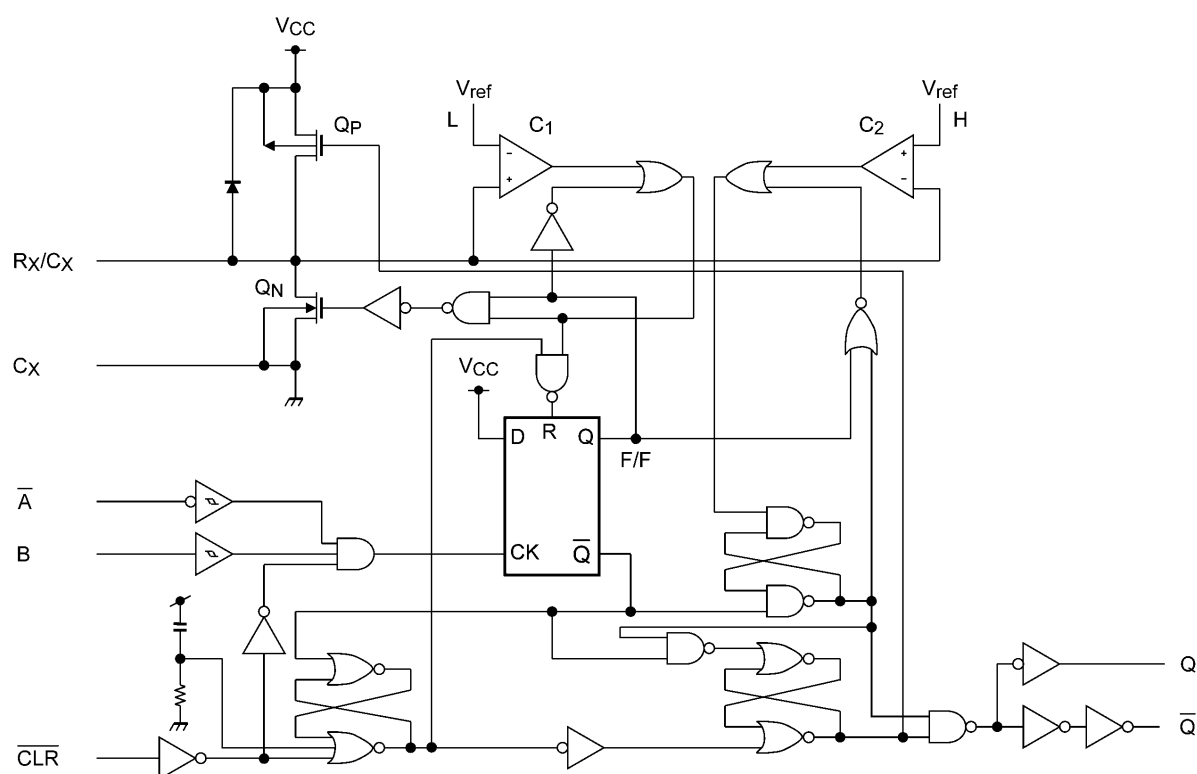 VCC
Vref
Vref
L
C1
C2
H
QP
- 
+
+
-
RX/CX
QN
CX
VCC
D
R
Q
F/F
A
B
CK
Q
Q
CLR
Q